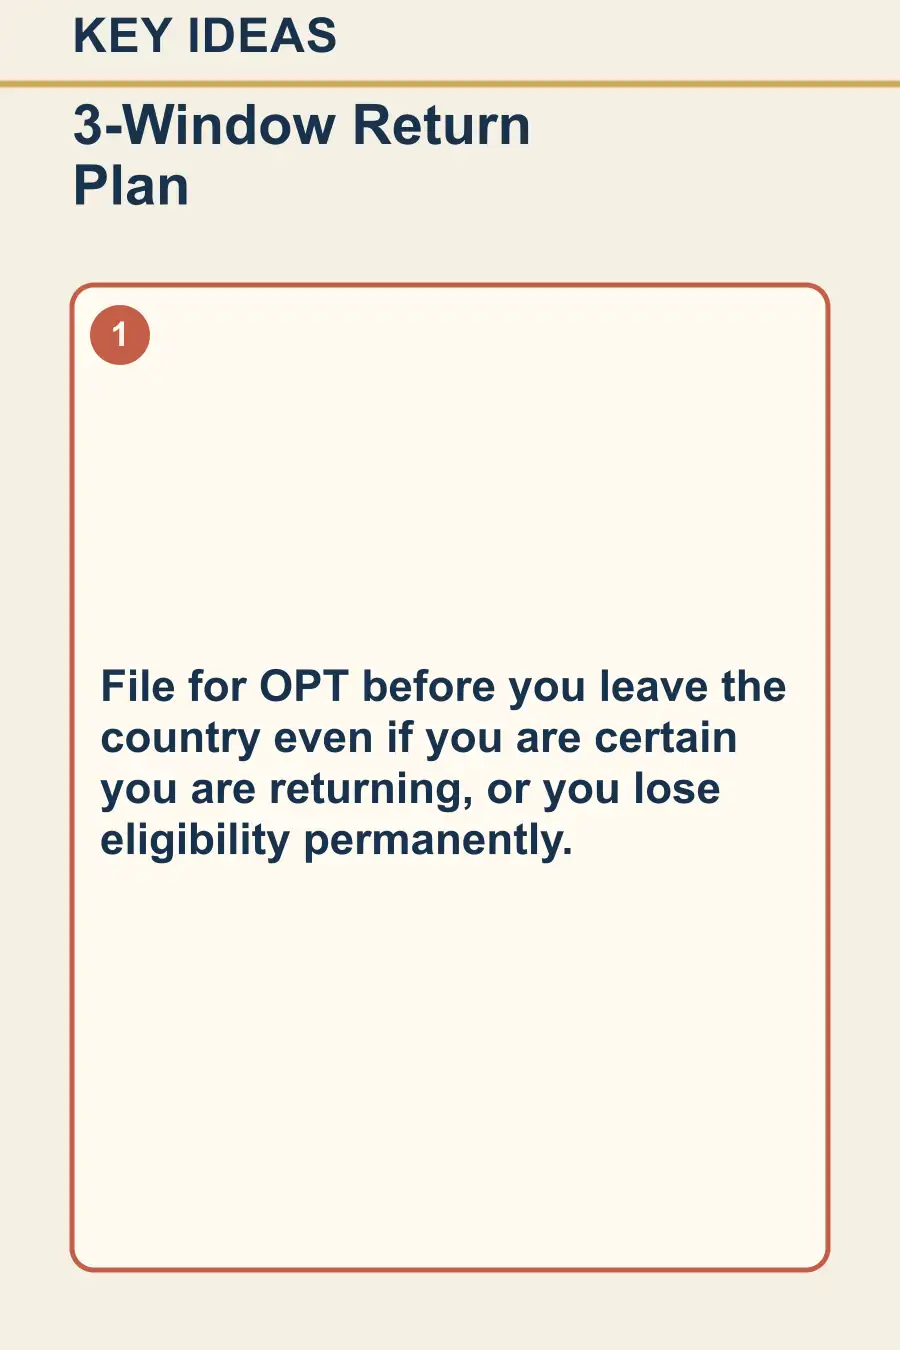 KEY IDEAS
3-Window Return
Plan
1
File for OPT before you leave the
country even if you are certain
you are returning, or you lose
eligibility permanently.